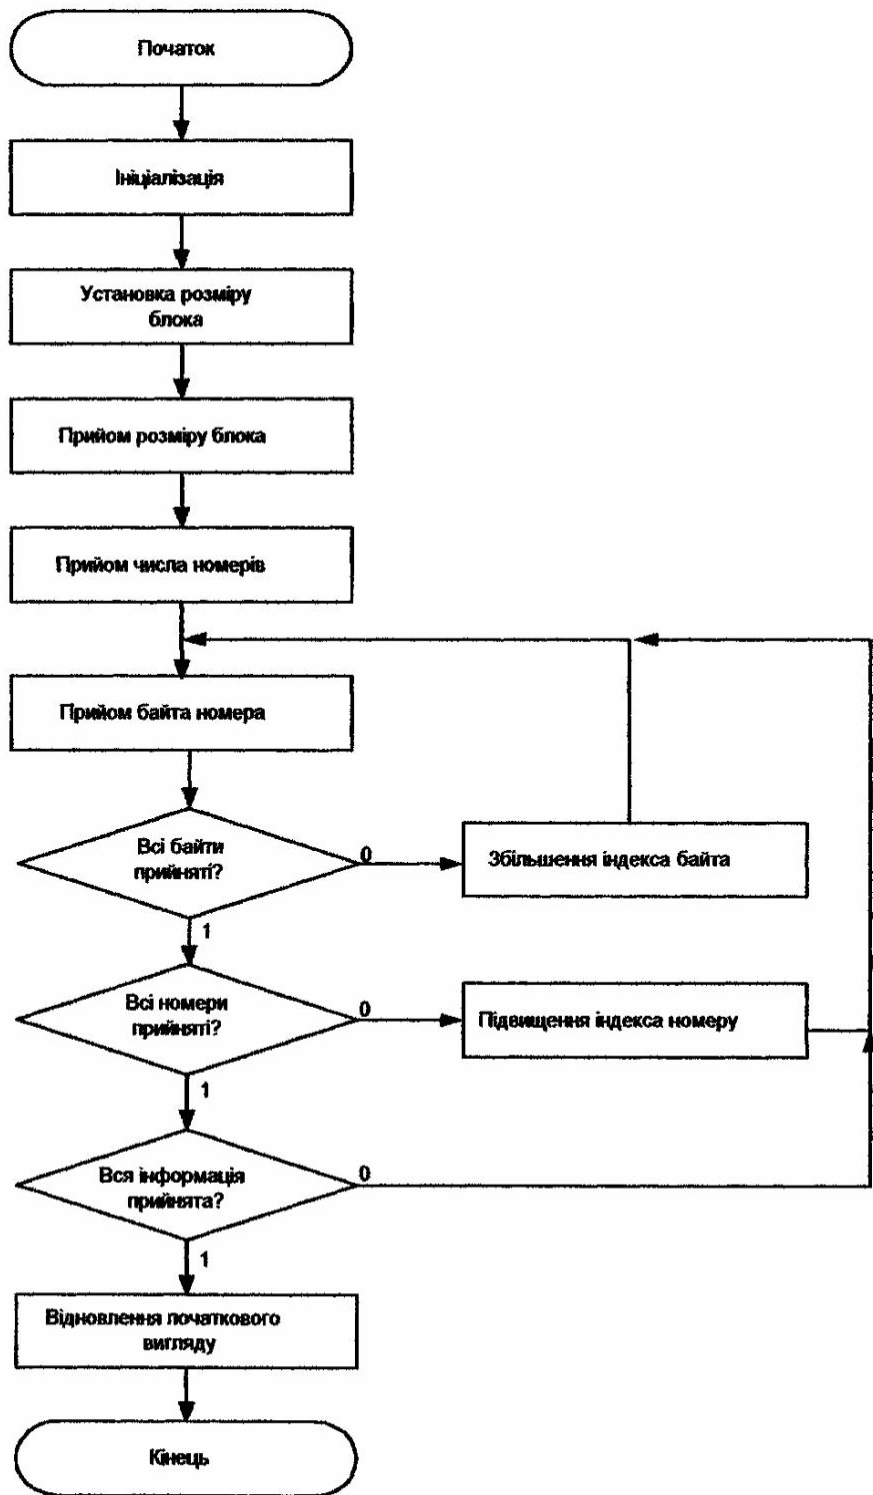 Початок
Ініціалізація
Установка розміру
блока
Прийом розміру блока
Прийом числа номерів
Прийом байта номера
Всі байти
прийняті?
0
Збільшення індекса байта
1
Всі номери
прийняті?
0
Підвищення індекса номеру
1
Вся інформація
прийнята?
0
1
Відновлення початкового
вигляду
Кінець